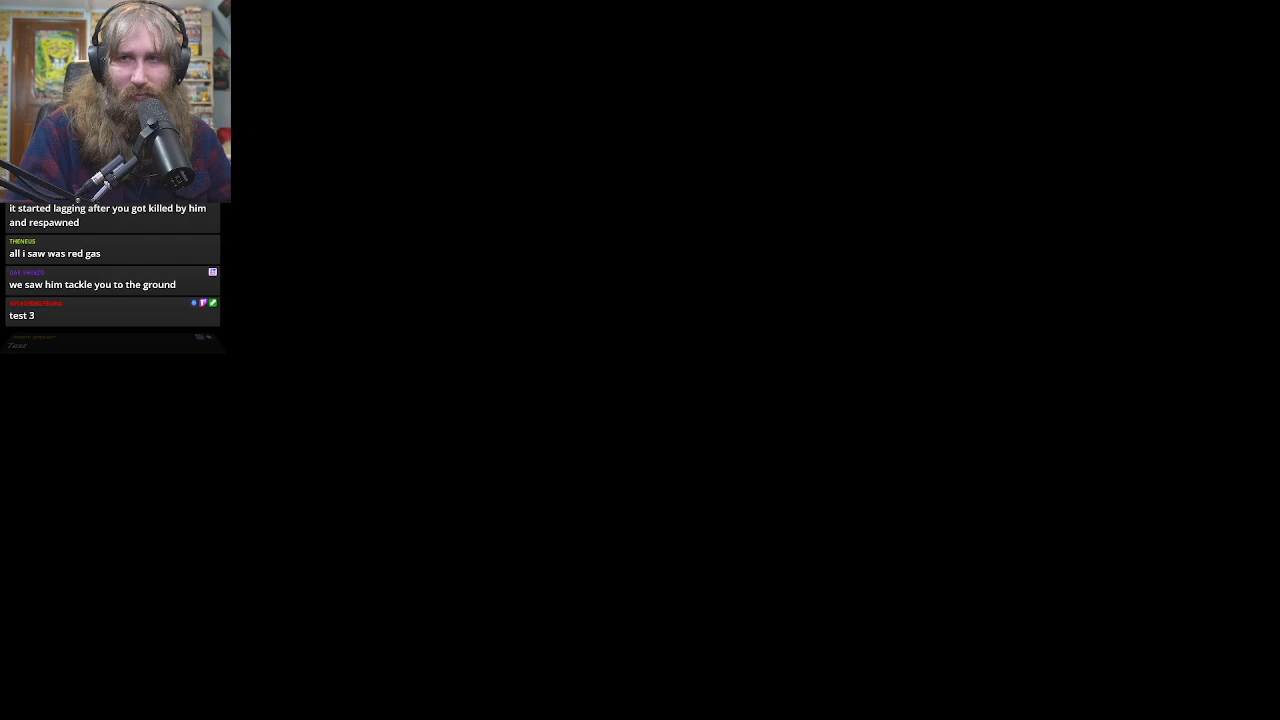 it started lagging after you got killed by him
and respawned
THENEUS
all i saw was red gas
we saw him tackle you to the ground
test 3
Test